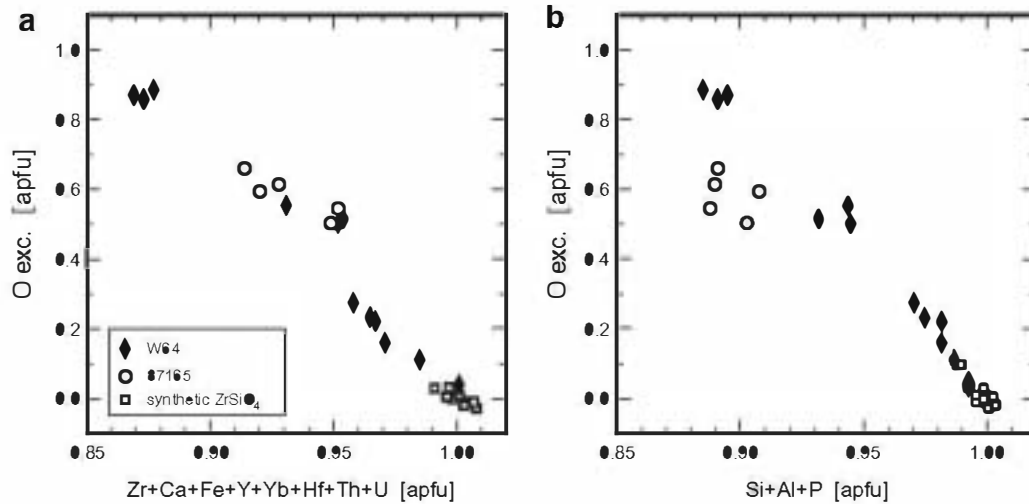 a
1.0
0.8
0.6
0.4
0.2
0.0
O exc. [apfu]
W64
87165
synthetic ZrSiO4
0.85
0.90
0.95
1.00
Zr+Ca+Fe+Y+Yb+Hf+Th+U [apfu]
b
1.0
0.8
0.6
0.4
0.2
0.0
O exc. [apfu]
0.85
0.90
0.95
1.00
Si+Al+P [apfu]